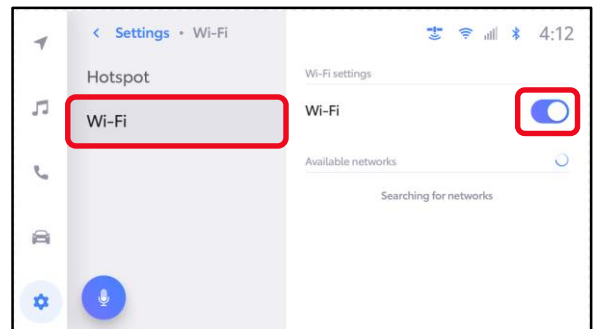 < Settings • Wi-Fi
4:12
Hotspot
Wi-Fi
Wi-Fi settings
Wi-Fi
Available networks
Searching for networks